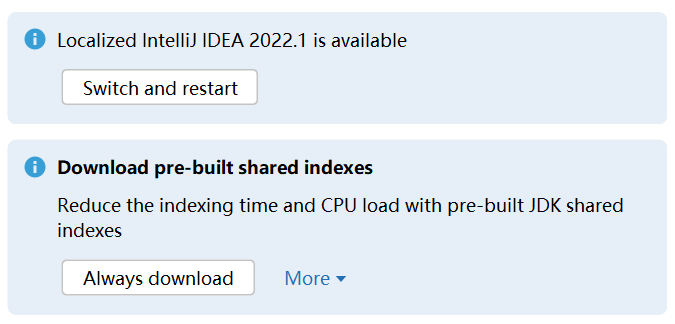 Localized IntelliJ IDEA 2022.1 is available
Switch and restart
Download pre-built shared indexes
Reduce the indexing time and CPU load with pre-built JDK shared
indexes
Always download
More